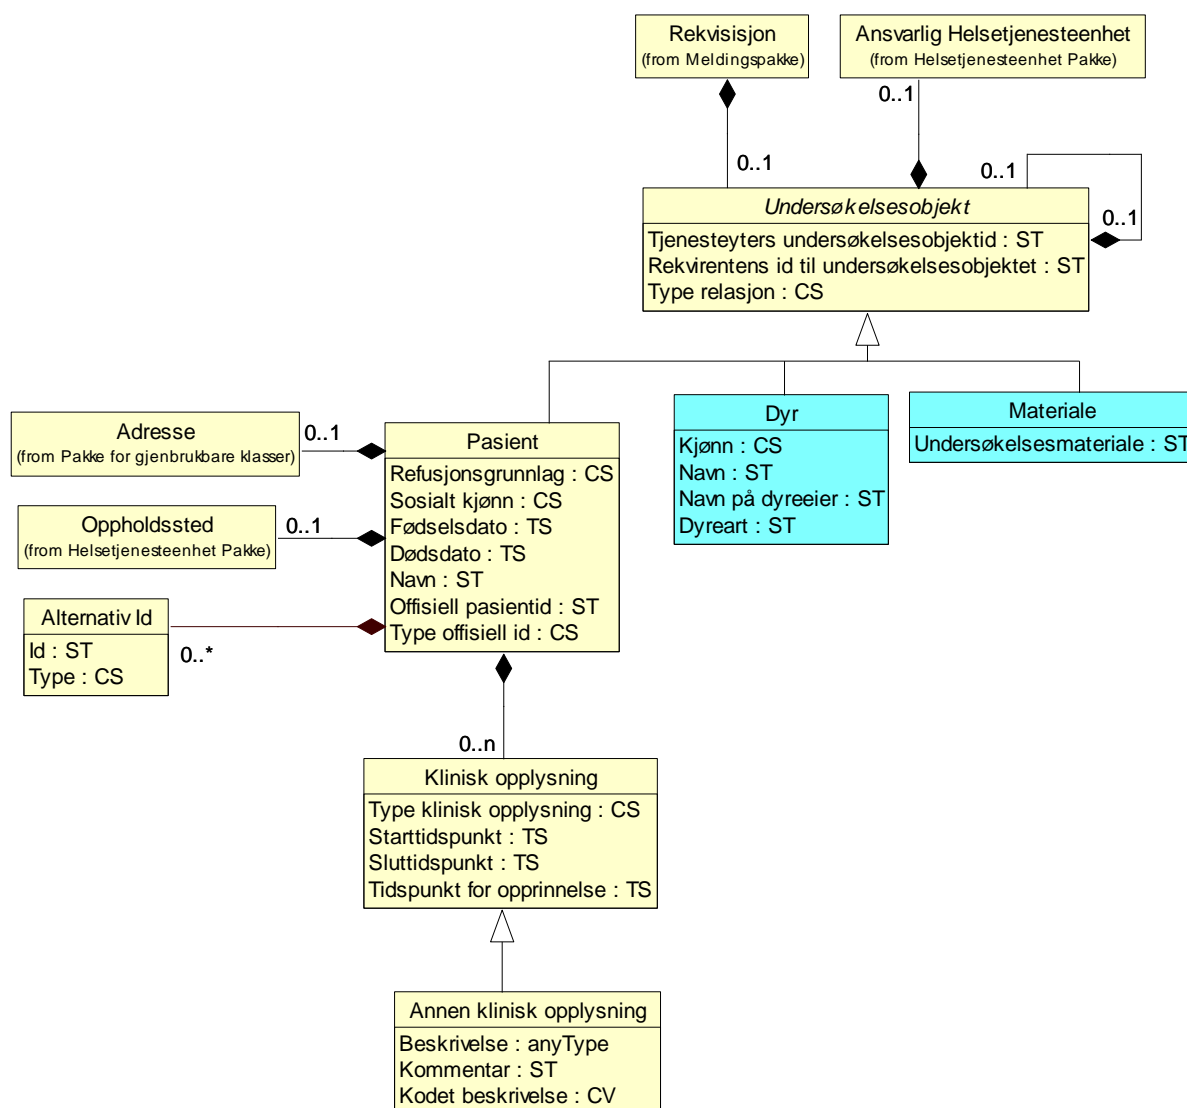 Rekvisisjon
(from Meldingspakke)
Ansvarlig Helsetjenesteenhet
(from Helsetjenesteenhet Pakke)
0..1
0..1
0..1
0..1
Undersøkelsesobjekt
Tjenesteyters undersøkelsesobjektid : ST
Rekvirentens id til undersøkelsesobjektet : ST
Type relasjon : CS
Dyr
Kjønn : CS
Navn : ST
Navn på dyreeier : ST
Dyreart : ST
Materiale
Undersøkelsesmateriale : ST
Adresse
(from Pakke for gjenbrukbare klasser)
0..1
Oppholdssted
(from Helsetjenesteenhet Pakke)
0..1
Alternativ Id
Id : ST
Type : CS
0..*
Pasient
Refusjonsgrunnlag : CS
Sosialt kjønn : CS
Fødselsdato : TS
Dødsdato : TS
Navn : ST
Offisiell pasientid : ST
Type offisiell id : CS
0..n
Klinisk opplysning
Type klinisk opplysning : CS
Starttidspunkt : TS
Sluttidspunkt : TS
Tidspunkt for opprinnelse : TS
Annen klinisk opplysning
Beskrivelse : anyType
Kommentar : ST
Kodet beskrivelse : CV